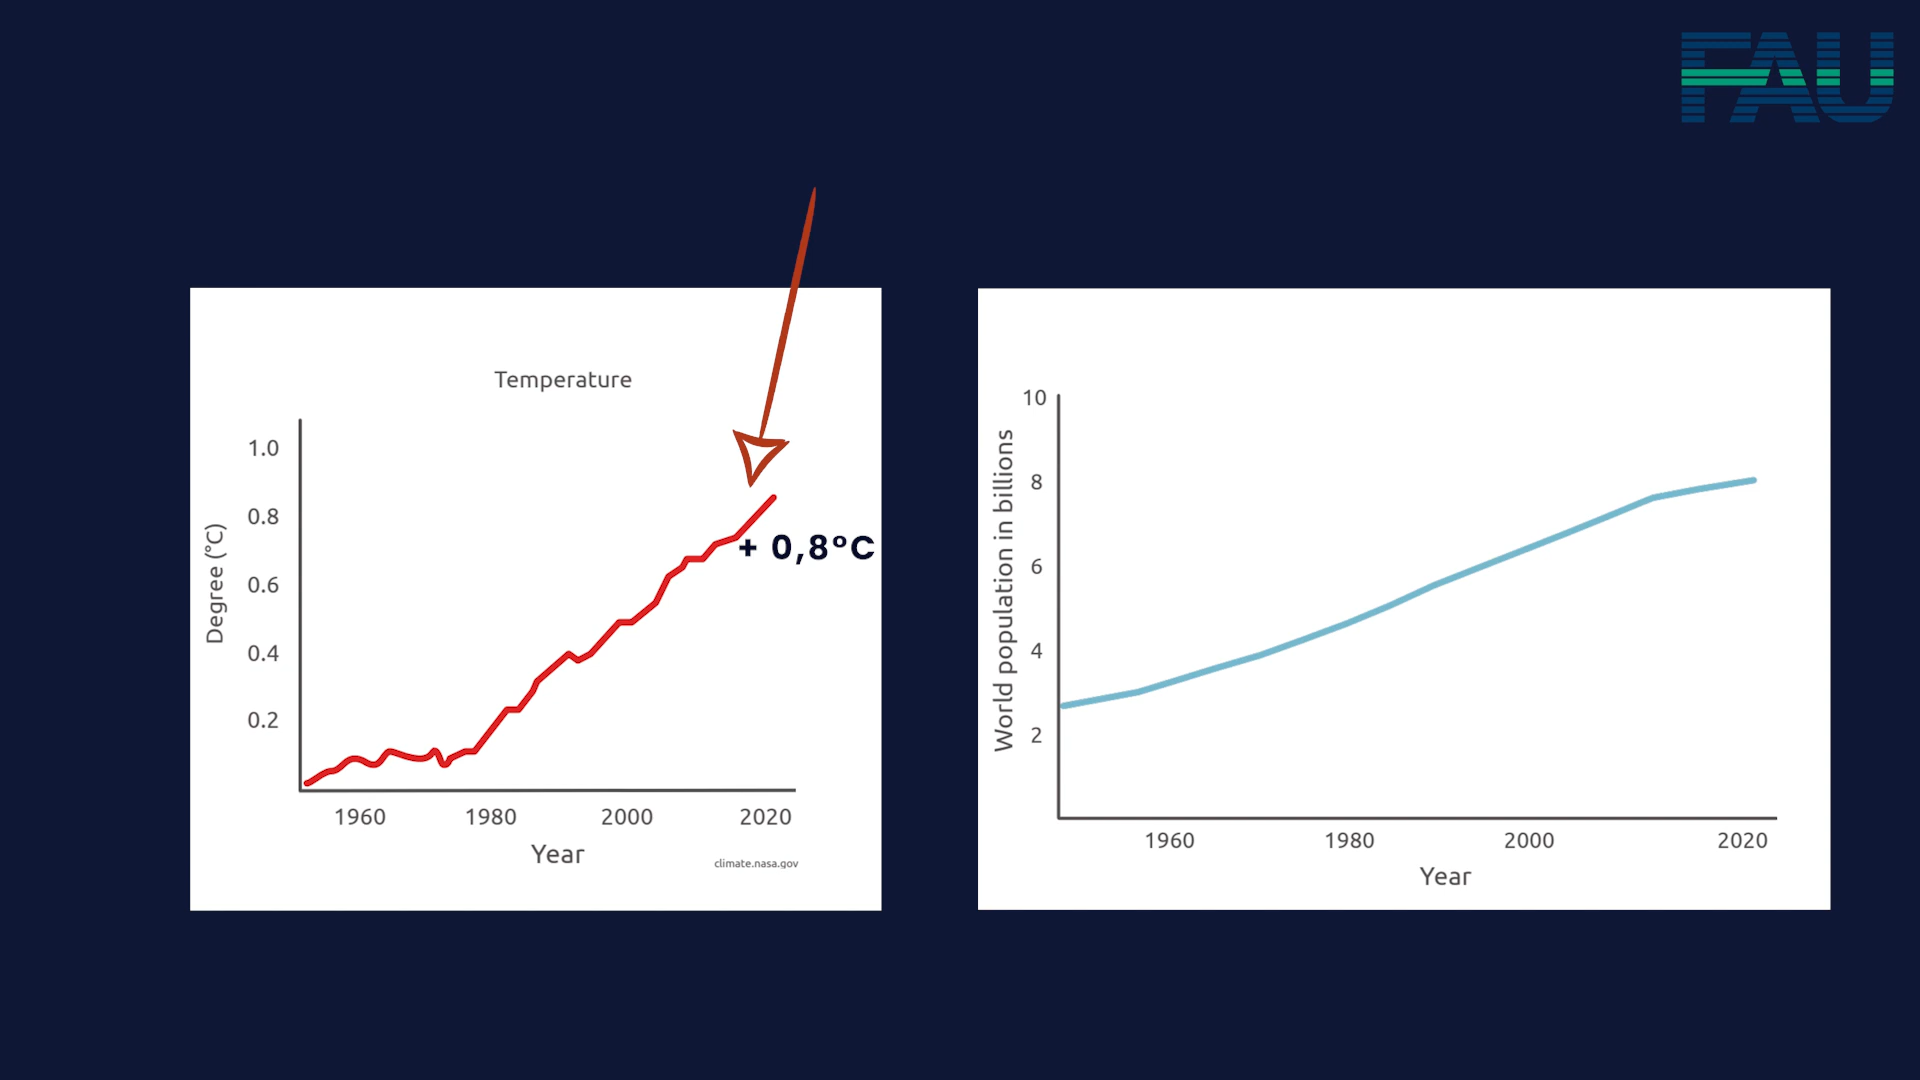 FAU
Temperature
1.0
0.8
0.6
0.4
0.2
Degree (°C)
+ 0,8°C
1960 1980 2000 2020
Year
climate.nasa.gov
10
8
6
4
2
World population in billions
1960 1980 2000 2020
Year